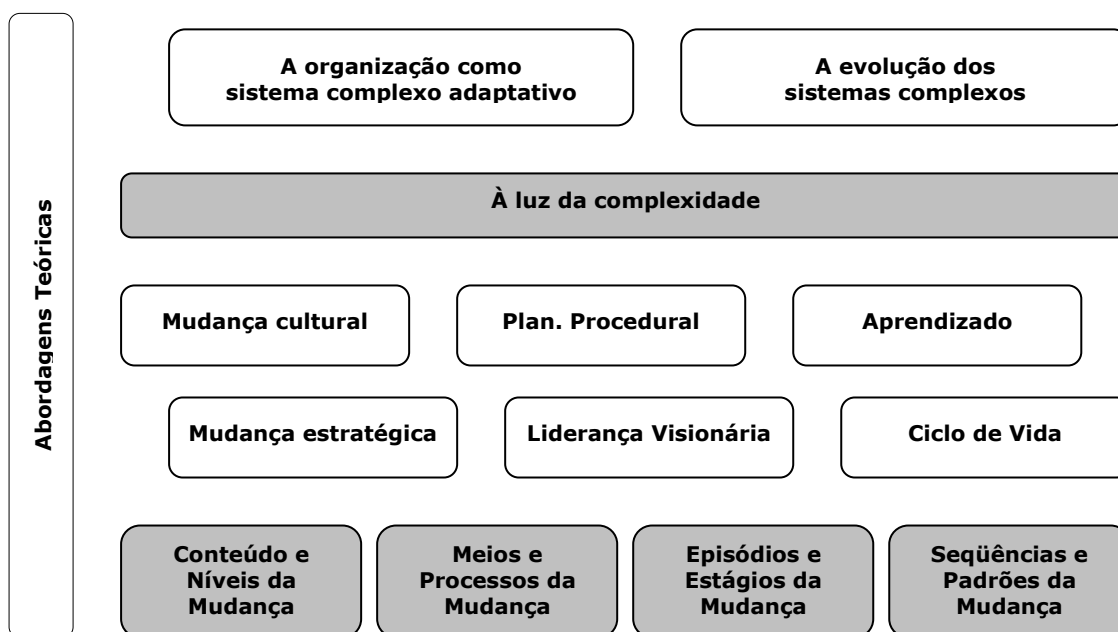 Abordagens Teóricas
A organização como
sistema complexo adaptativo
A evolução dos
sistemas complexos
À luz da complexidade
Mudança cultural
Plan. Procedural
Aprendizado
Mudança estratégica
Liderança Visionária
Ciclo de Vida
Conteúdo e
Níveis da
Mudança
Meios e
Processos da
Mudança
Episódios e
Estágios da
Mudança
Seqüências e
Padrões da
Mudança